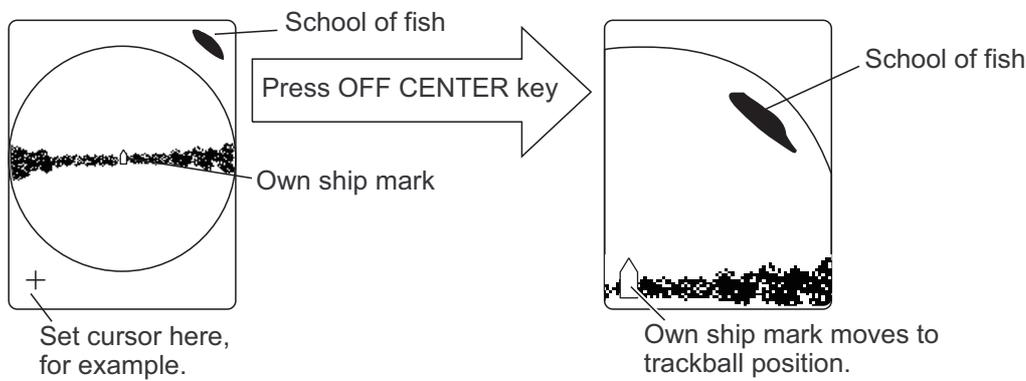 School of fish
Press OFF CENTER key
School of fish
Own ship mark
Set cursor here,
for example.
Own ship mark moves to
trackball position.